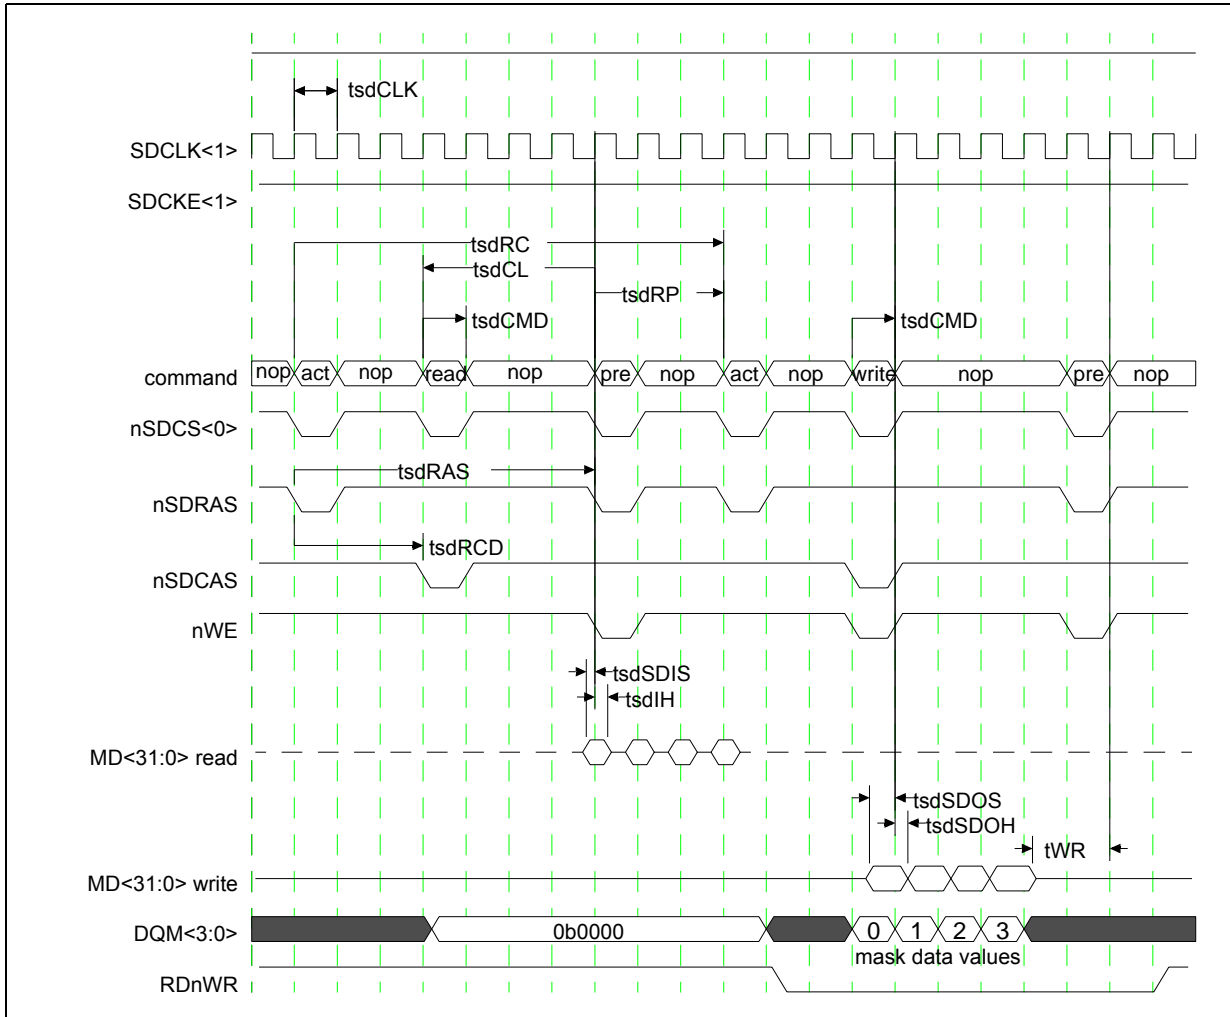 tsdCLK
SDCLK<1>
SDCKE<1>
tsdRC
tsdCL
tsdRP
tsdCMD tsdCMD
command nop act nop read nop pre nop act nop write nop pre nop
nSDCS<0>
tsdRAS
nSDRAS
tsdRCD
nSDCAS
nWE
tsdSDIS
tsdIH
MD<31:0> read
tsdSDOS
tsdSDOH
tWR
MD<31:0> write
DQM<3:0> 0b0000 0 1 2 3
mask data values
RDnWR